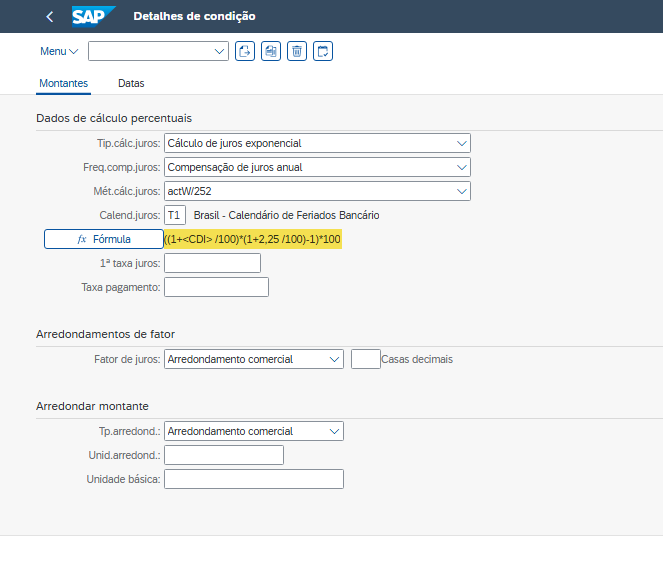 SAP Detalhes de condição
Menu
Montantes Datas
Dados de cálculo percentuais
Tip.cálc.juros: Cálculo de juros exponencial
Freq.comp.juros: Compensação de juros anual
Mét.cálc.juros: actW/252
Calend.juros: T1 Brasil - Calendário de Feriados Bancário
fx Fórmula ((1+<CDI> /100)*(1+2,25 /100)-1)*100
1ª taxa juros:
Taxa pagamento:
Arredondamentos de fator
Fator de juros: Arredondamento comercial Casas decimais
Arredondar montante
Tp.arredond.: Arredondamento comercial
Unid.arredond.:
Unidade básica: